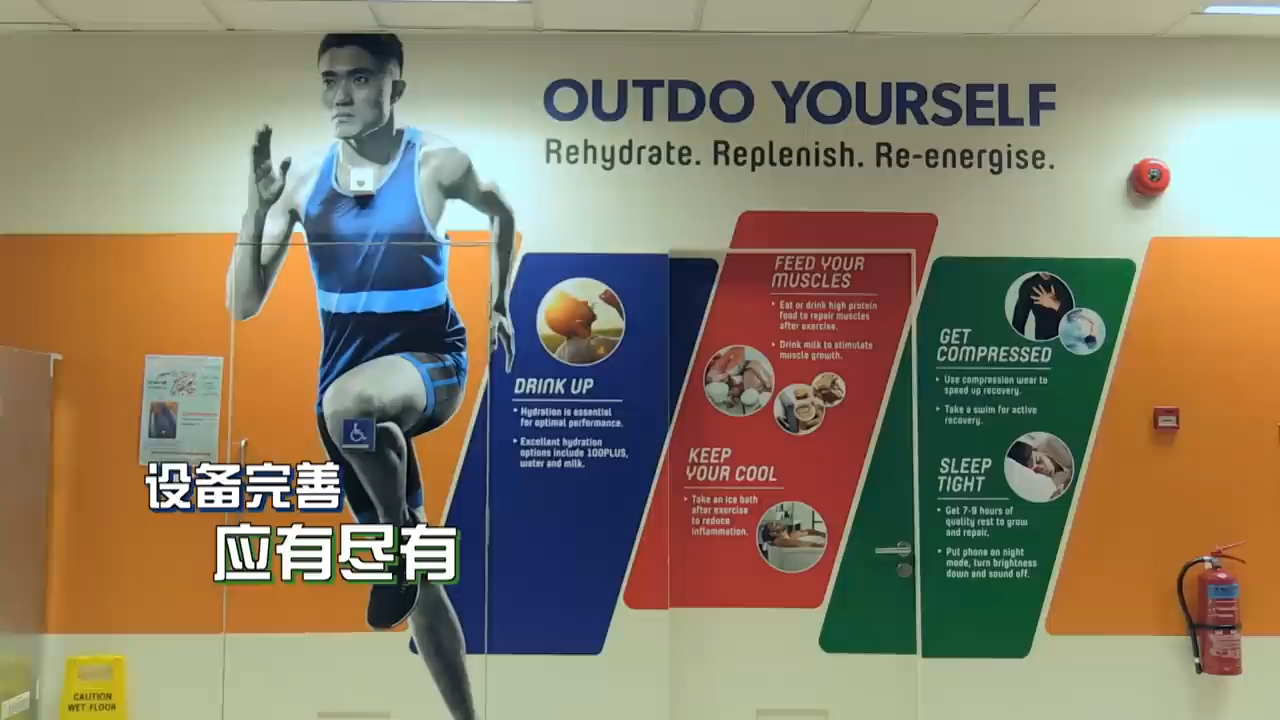 OUTDO YOURSELF
Rehydrate. Replenish. Re-energise.
DRINK UP
Hydration is essential
for optimal performance.
Excellent hydration
options include 100PLUS,
water and milk.
FEED YOUR
MUSCLES
Eat or drink high protein
food to repair muscles
after exercise.
Drink milk to stimulate
muscle growth.
KEEP
YOUR COOL
Take an ice bath
after exercise
to reduce
inflammation.
GET
COMPRESSED
Use compression wear to
speed up recovery.
Take a swim for active
recovery.
SLEEP
TIGHT
Get 7-9 hours of
quality rest to grow
and repair.
Put phone on night
mode, turn brightness
down and sound off.
设备完善
应有尽有
CAUTION
WET FLOOR